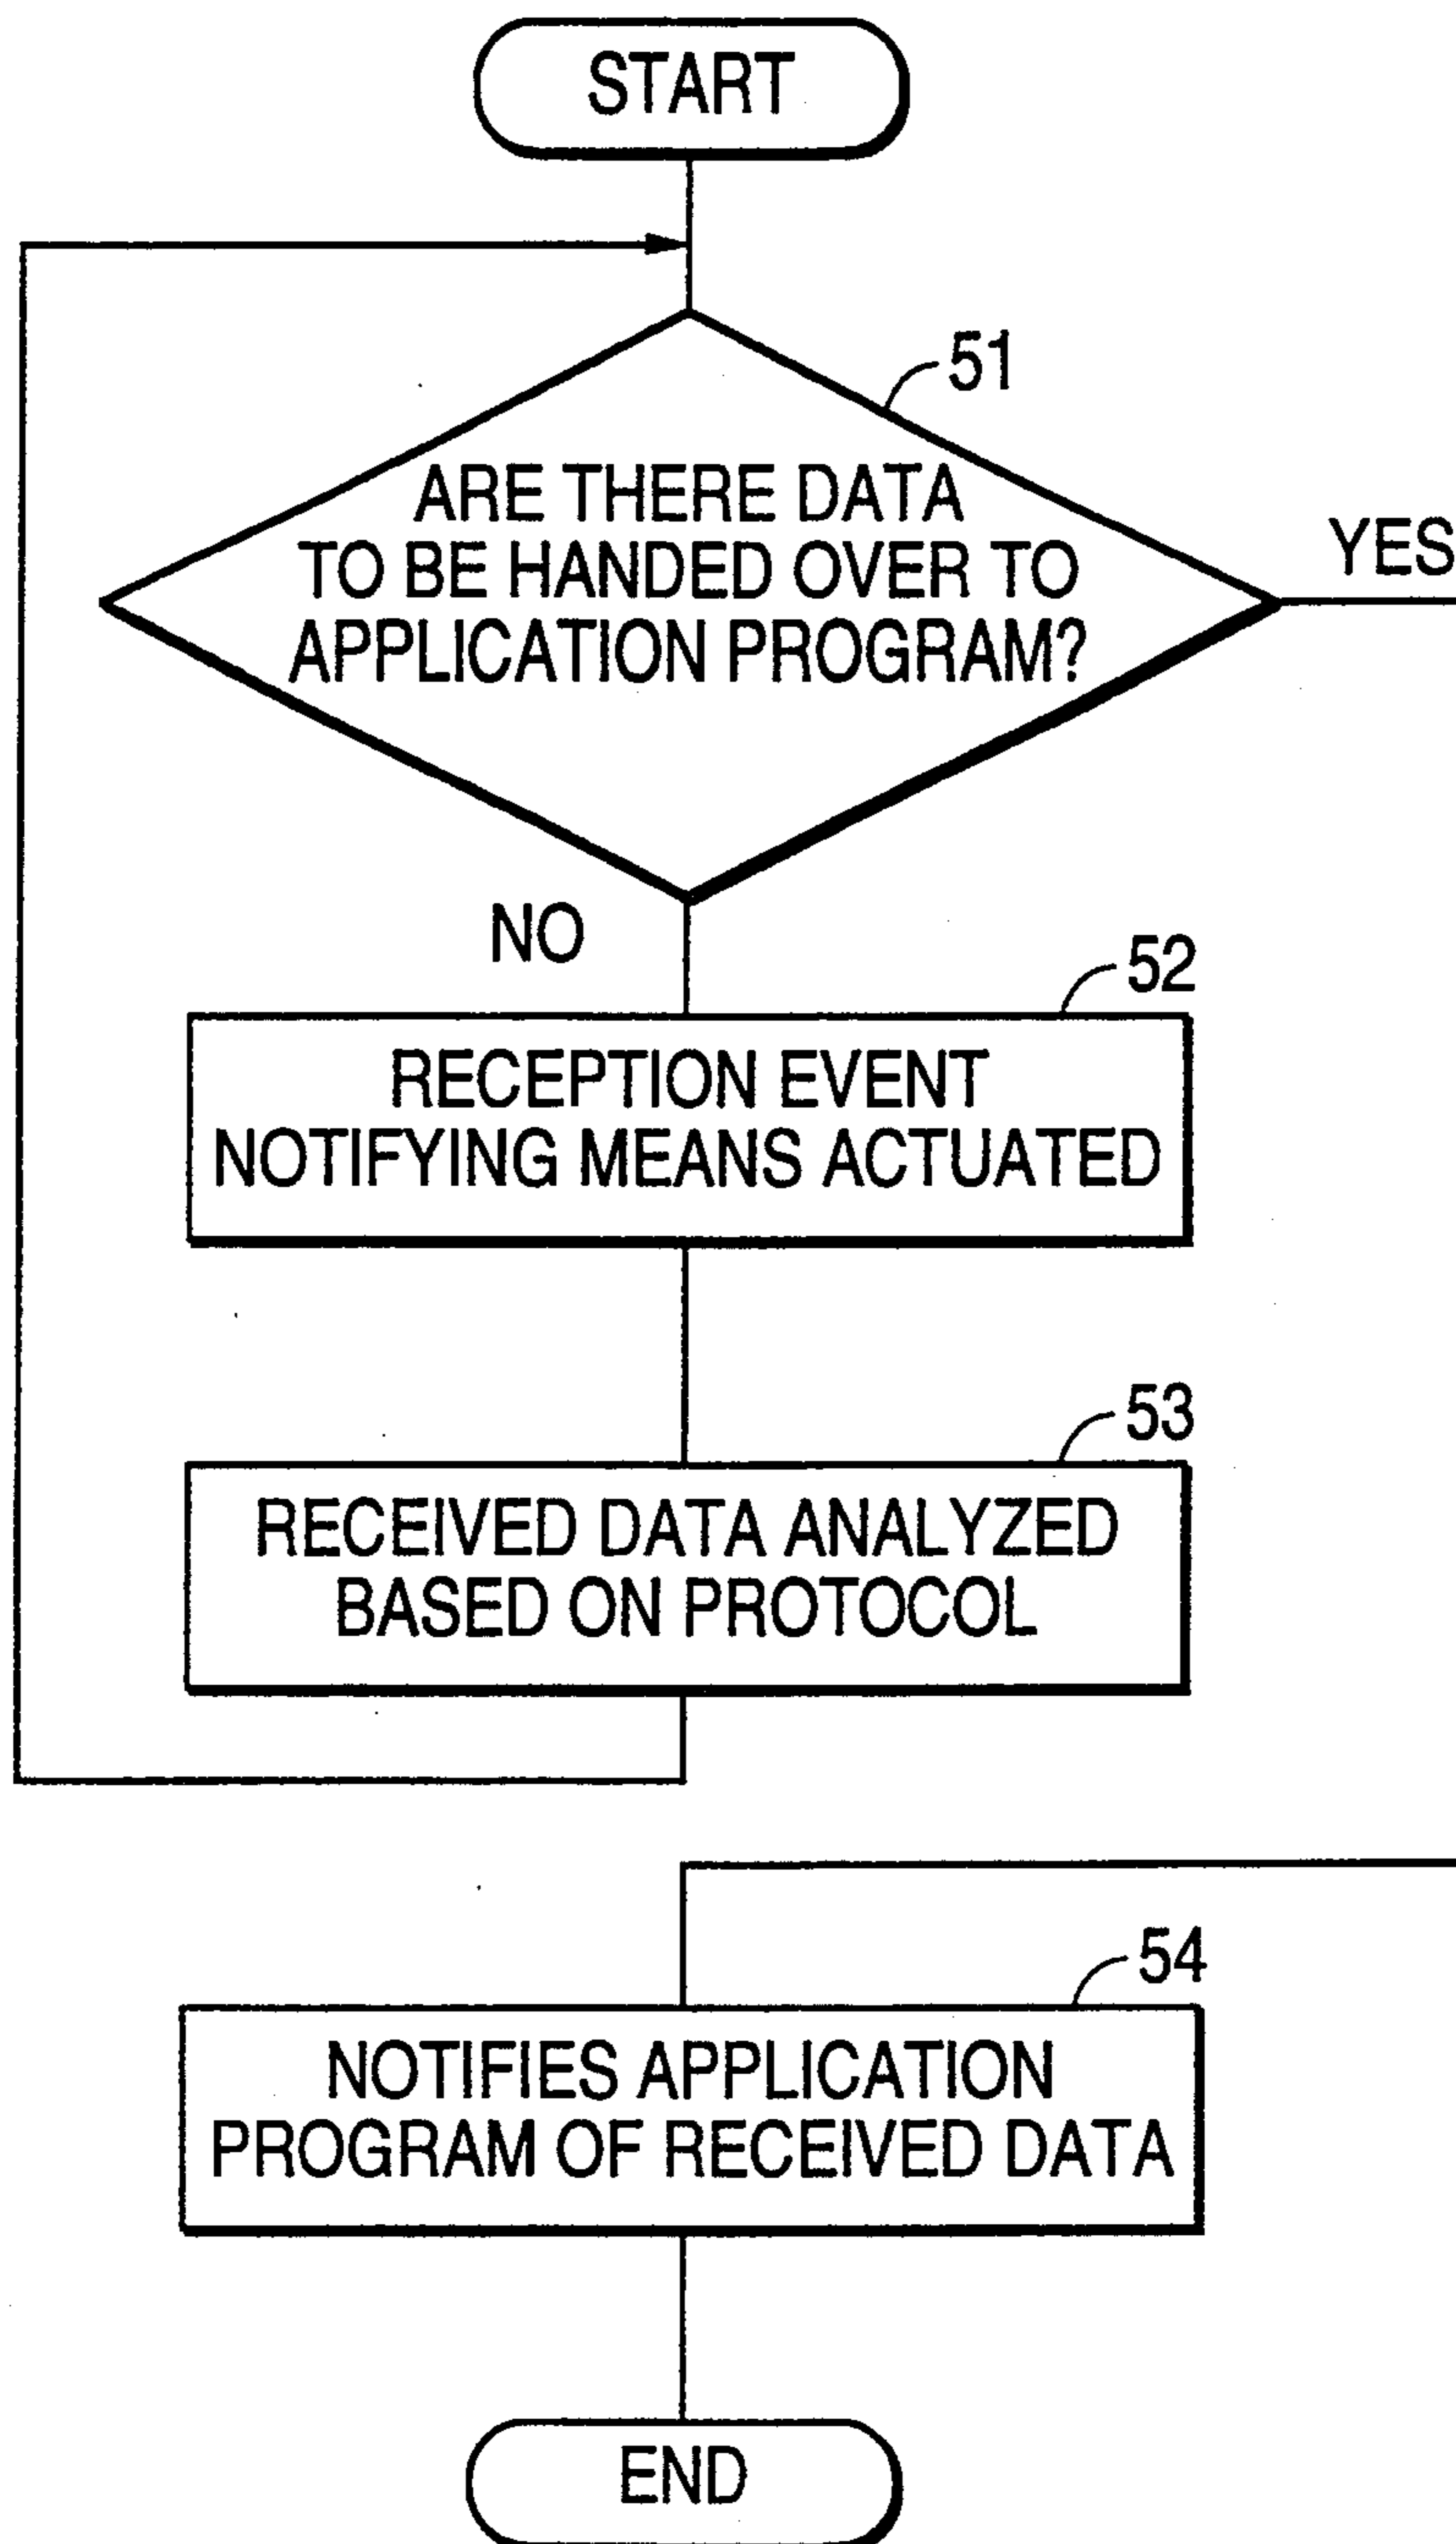 START
51
ARE THERE DATA
TO BE HANDED OVER TO
APPLICATION PROGRAM?
YES
NO
52
RECEPTION EVENT
NOTIFYING MEANS ACTUATED
53
RECEIVED DATA ANALYZED
BASED ON PROTOCOL
54
NOTIFIES APPLICATION
PROGRAM OF RECEIVED DATA
END